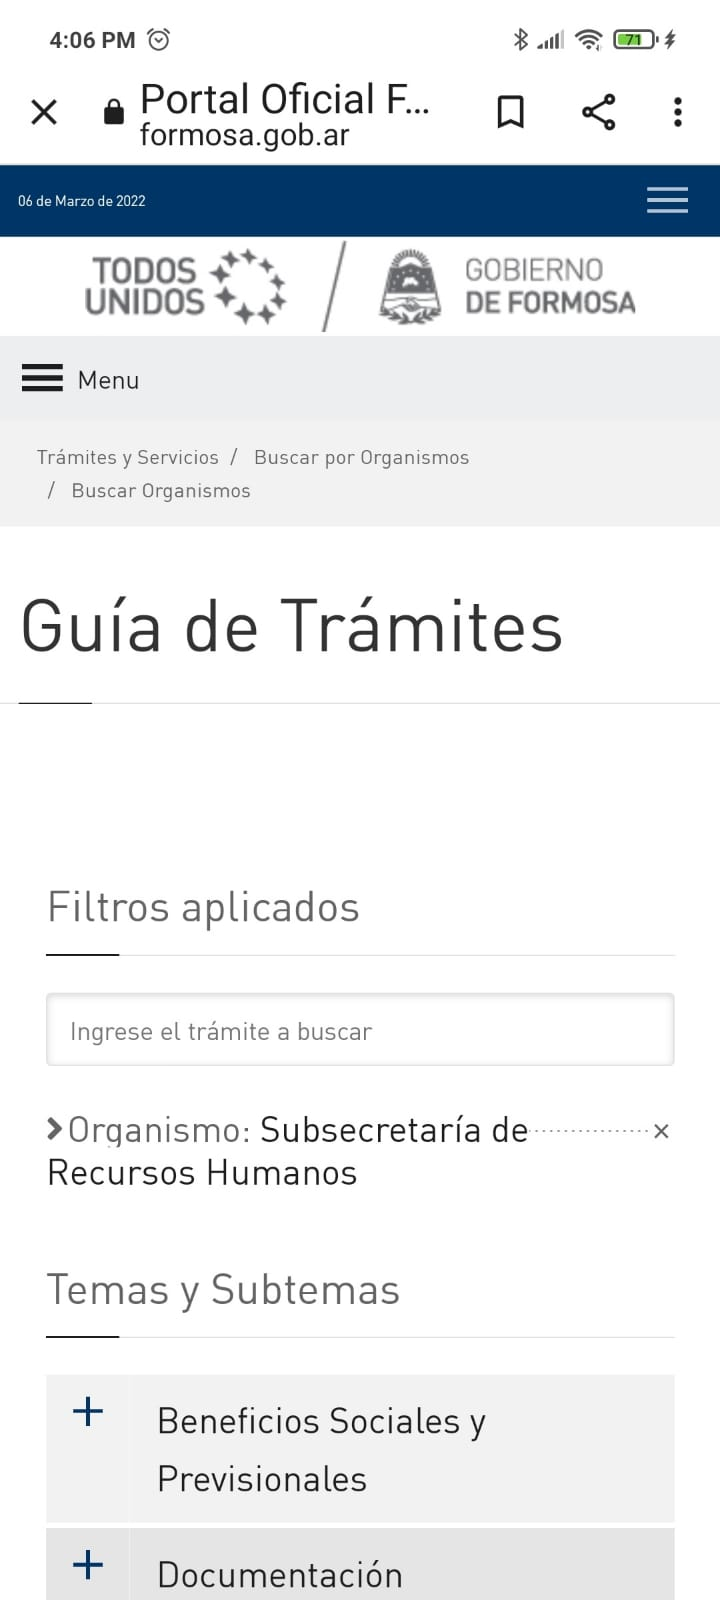 4:06 PM
71
Portal Oficial F...
formosa.gob.ar
06 de Marzo de 2022
TODOS
UNIDOS
GOBIERNO
DE FORMOSA
Menu
Trámites y Servicios / Buscar por Organismos
/ Buscar Organismos
Guía de Trámites
Filtros aplicados
Ingrese el trámite a buscar
Organismo: Subsecretaría de
Recursos Humanos
Temas y Subtemas
Beneficios Sociales y
Previsionales
Documentación